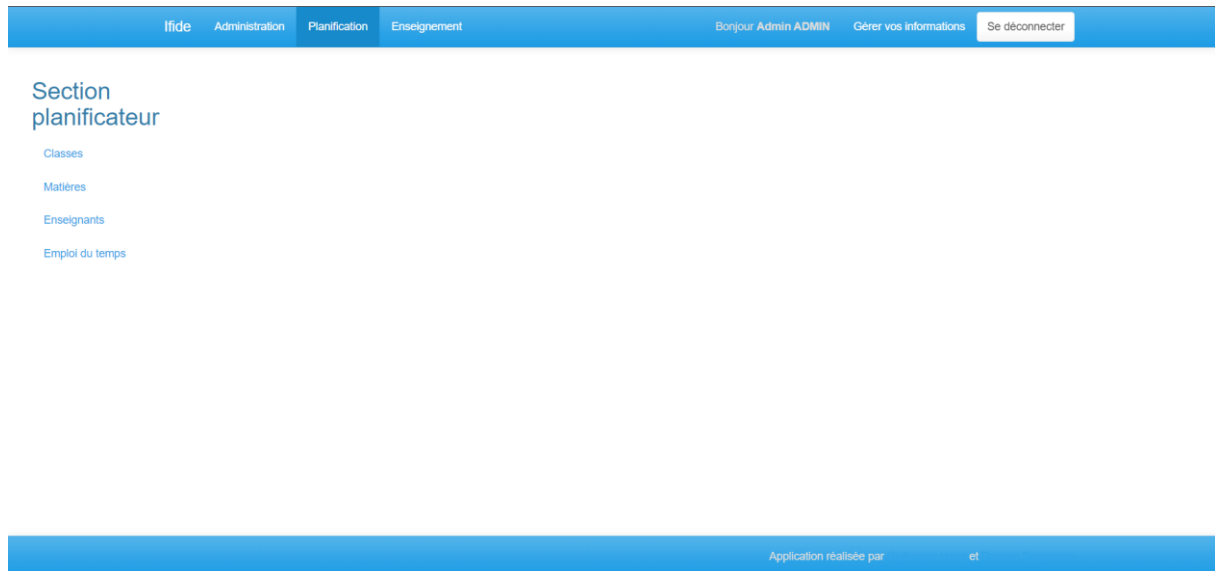 Ifide Administration Planification Enseignement Bonjour Admin ADMIN Gérer vos informations Se déconnecter
Section
planificateur
Classes
Matières
Enseignants
Emploi du temps
Application réalisée par et